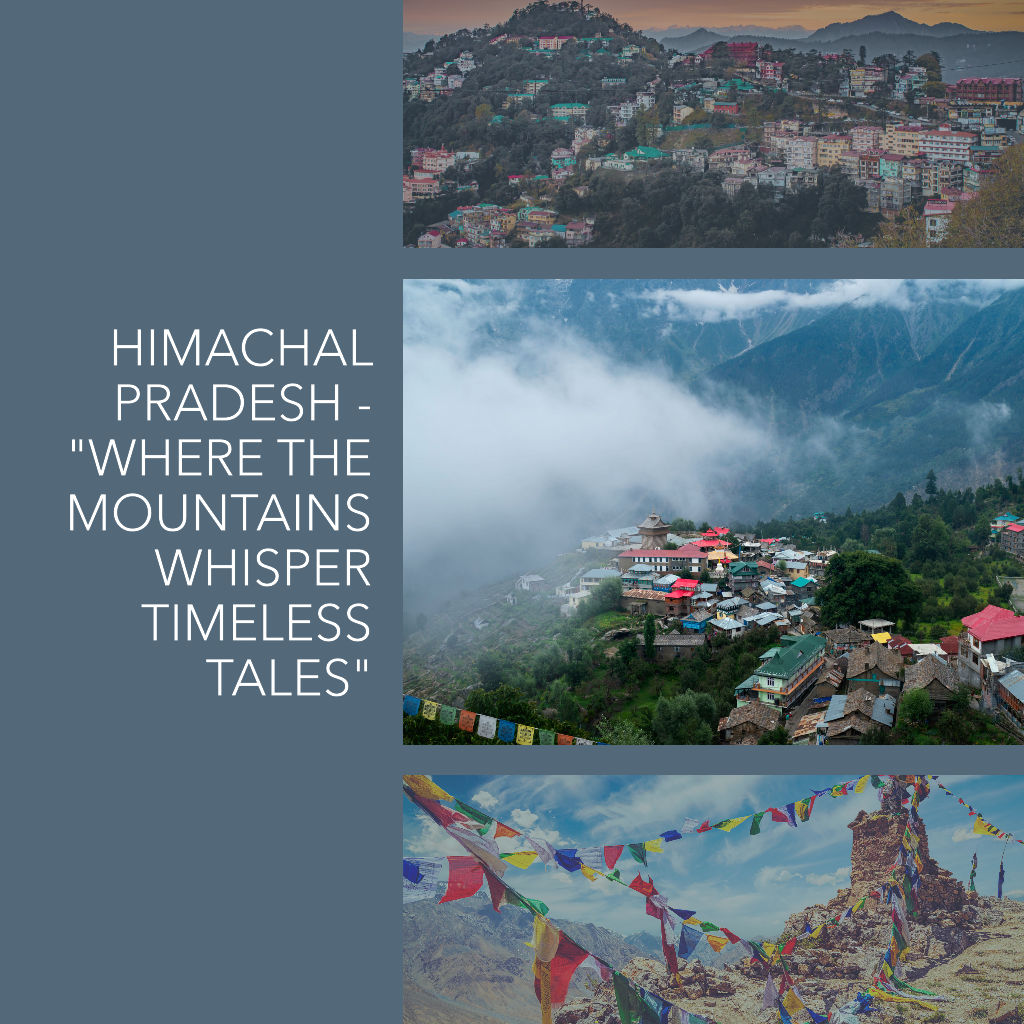 HIMACHAL
PRADESH -
"WHERE THE
MOUNTAINS
WHISPER
TIMELESS
TALES"